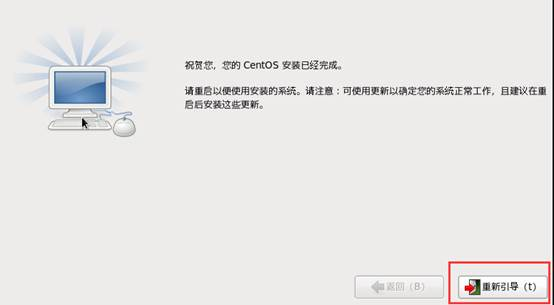 祝贺您，您的 CentOS 安装已经完成。
请重启以便使用安装的系统。请注意：可使用更新以确定您的系统正常工作，且建议在重
启后安装这些更新。
返回（B）
重新引导（t）